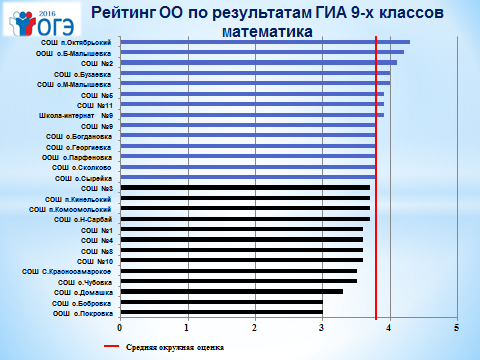 2016
ОГЭ
Рейтинг ОО по результатам ГИА 9-х классов
математика
СОШ п.Октябрьский
ООШ с.Б-Малышевка
СОШ №2
СОШ с.Бузаевка
СОШ с.М-Малышевка
СОШ №5
СОШ №11
Школа-интернат №9
СОШ №9
СОШ с.Богдановка
СОШ с.Георгиевка
ООШ с.Парфеновка
СОШ с.Сколково
СОШ с.Сырейка
СОШ №3
СОШ п.Кинельский
СОШ п.Комсомольский
СОШ с.Н-Сарбай
СОШ №1
СОШ №4
СОШ №8
СОШ №10
СОШ С.Красносамарское
СОШ с.Чубовка
СОШ с.Домашка
СОШ с.Бобровка
ООШ с.Покровка
0 1 2 3 4 5
Средняя окружная оценка